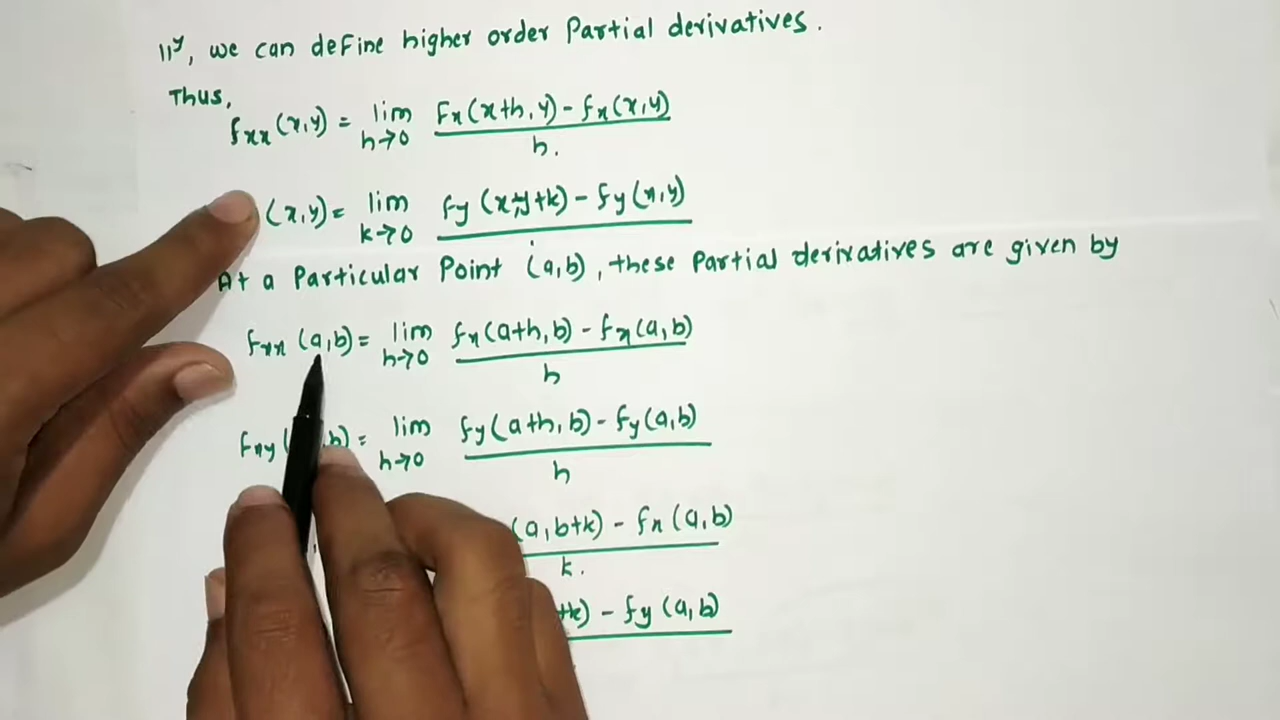 llly, we can define higher order Partial derivatives.
Thus,
fxx(x,y) = lim h→0 Fx(x+h, y) - fx(x,y) / h.
(x,y) = lim k→0 fy(x,y+k) - fy(x,y)
At a Particular Point (a,b), these Partial derivatives are given by
fxx (a,b) = lim h→0 fx(a+h, b) - fx(a,b) / h
fxy ( ,b) = lim h→0 fy(a+h, b) - fy(a,b) / h
(a, b+k) - fx(a,b) / k.
+k) - fy(a,b)